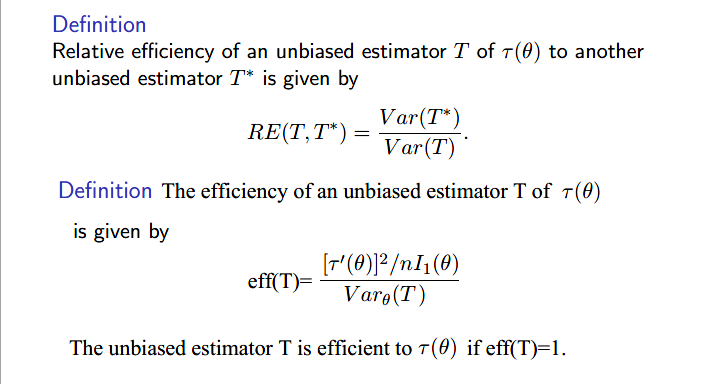 Definition
Relative efficiency of an unbiased estimator T of τ(θ) to another
unbiased estimator T* is given by
RE(T, T*) = Var(T*) / Var(T).
Definition The efficiency of an unbiased estimator T of τ(θ)
is given by
eff(T)= [τ′(θ)]²/nI₁(θ) / Varθ(T)
The unbiased estimator T is efficient to τ(θ) if eff(T)=1.